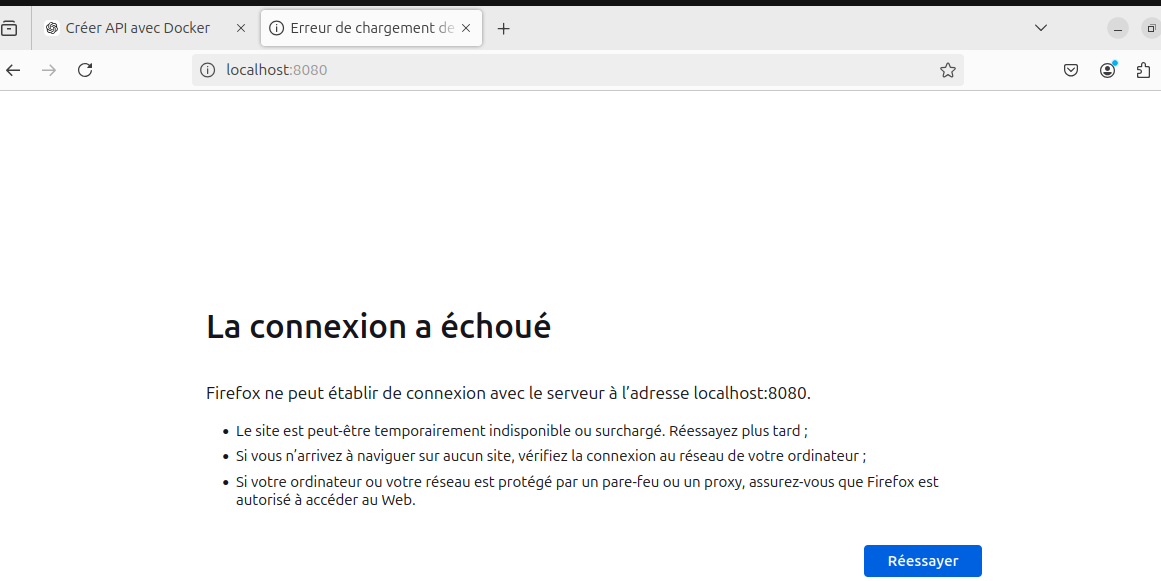 Créer API avec Docker
Erreur de chargement de
localhost:8080
La connexion a échoué
Firefox ne peut établir de connexion avec le serveur à l’adresse localhost:8080.
Le site est peut-être temporairement indisponible ou surchargé. Réessayez plus tard ;
Si vous n’arrivez à naviguer sur aucun site, vérifiez la connexion au réseau de votre ordinateur ;
Si votre ordinateur ou votre réseau est protégé par un pare-feu ou un proxy, assurez-vous que Firefox est
autorisé à accéder au Web.
Réessayer